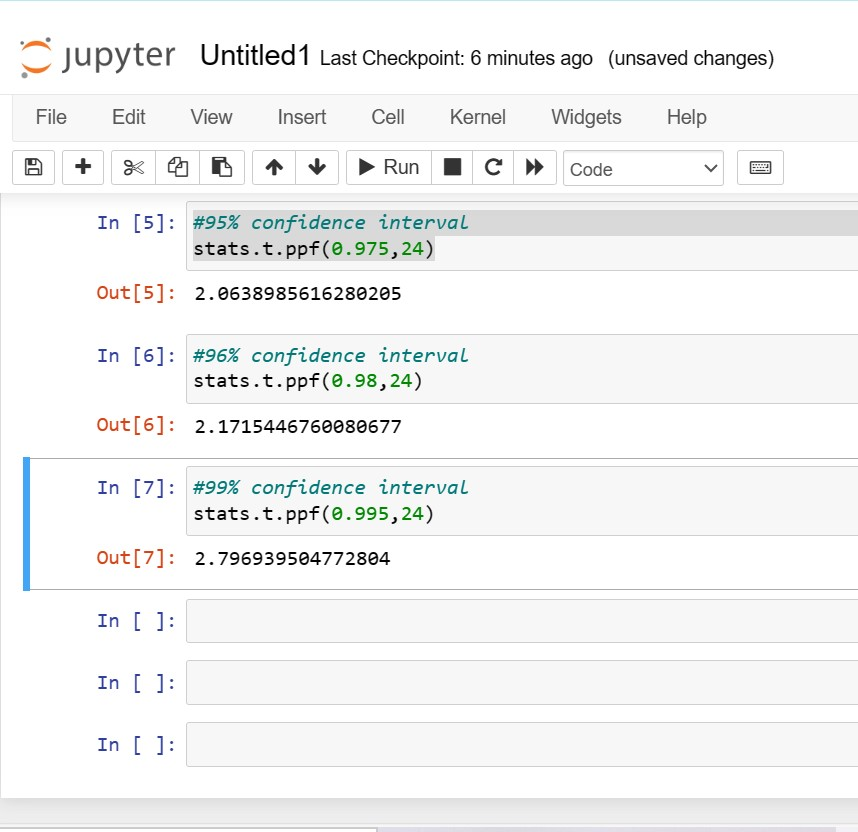 jupyter Untitled1 Last Checkpoint: 6 minutes ago (unsaved changes)
File Edit View Insert Cell Kernel Widgets Help
Run Code
In [5]: #95% confidence interval
stats.t.ppf(0.975,24)
Out[5]: 2.0638985616280205
In [6]: #96% confidence interval
stats.t.ppf(0.98,24)
Out[6]: 2.1715446760080677
In [7]: #99% confidence interval
stats.t.ppf(0.995,24)
Out[7]: 2.796939504772804
In [ ]:
In [ ]:
In [ ]: